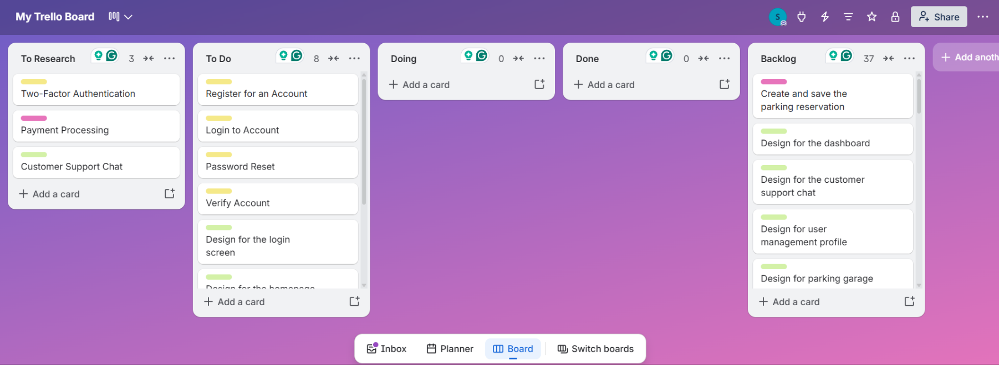 My Trello Board
S
Share
To Research
3
Two-Factor Authentication
Payment Processing
Customer Support Chat
Add a card
To Do
8
Register for an Account
Login to Account
Password Reset
Verify Account
Design for the login
screen
Design for the homepage
Add a card
Doing
0
Add a card
Done
0
Add a card
Backlog
37
Create and save the
parking reservation
Design for the dashboard
Design for the customer
support chat
Design for user
management profile
Design for parking garage
Add a card
Add anoth
Inbox
Planner
Board
Switch boards